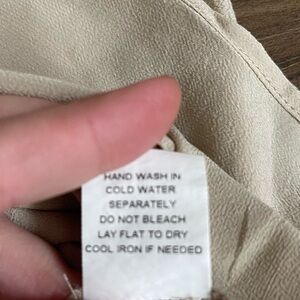 HAND WASH IN
COLD WATER
SEPARATELY
DO NOT BLEACH
LAY FLAT TO DRY
COOL IRON IF NEEDED